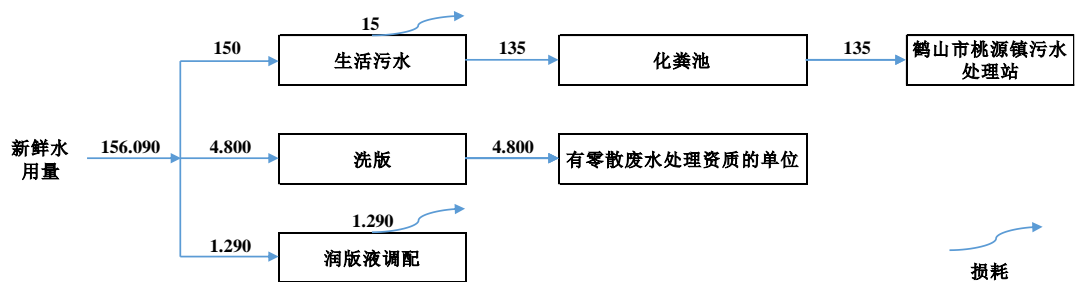 15
150
生活污水
135
化粪池
135
鹤山市桃源镇污水
处理站
新鲜水
用量
156.090
4.800
洗版
4.800
有零散废水处理资质的单位
1.290
1.290
润版液调配
损耗